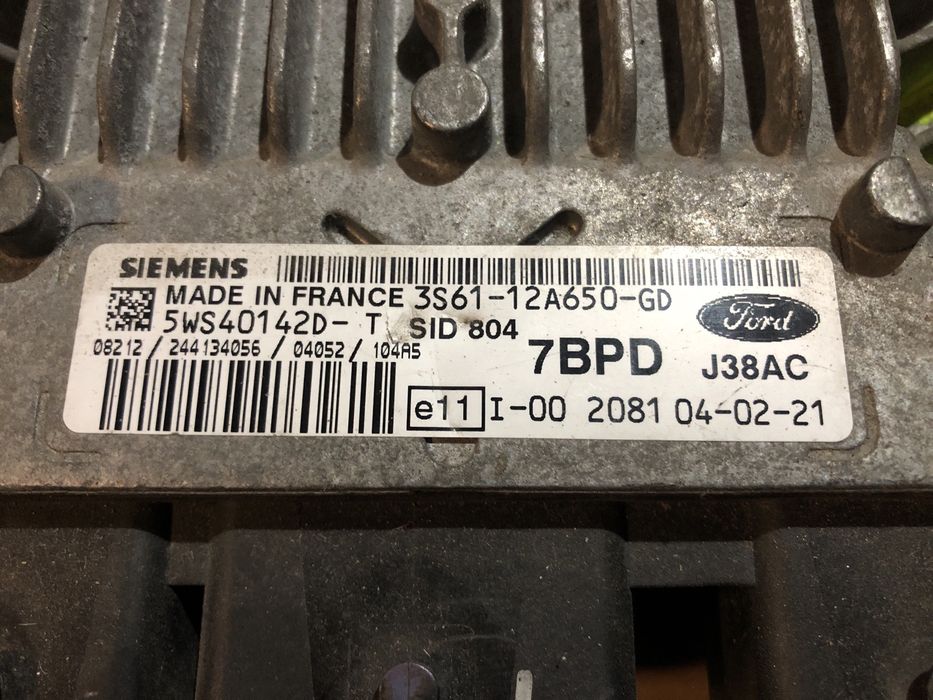 SIEMENS
MADE IN FRANCE 3S61-12A650-GD
5WS40142D- T SID 804
Ford
08212/244134056/04052/104A5
7BPD J38AC
e11 I-00 2081 04-02-21